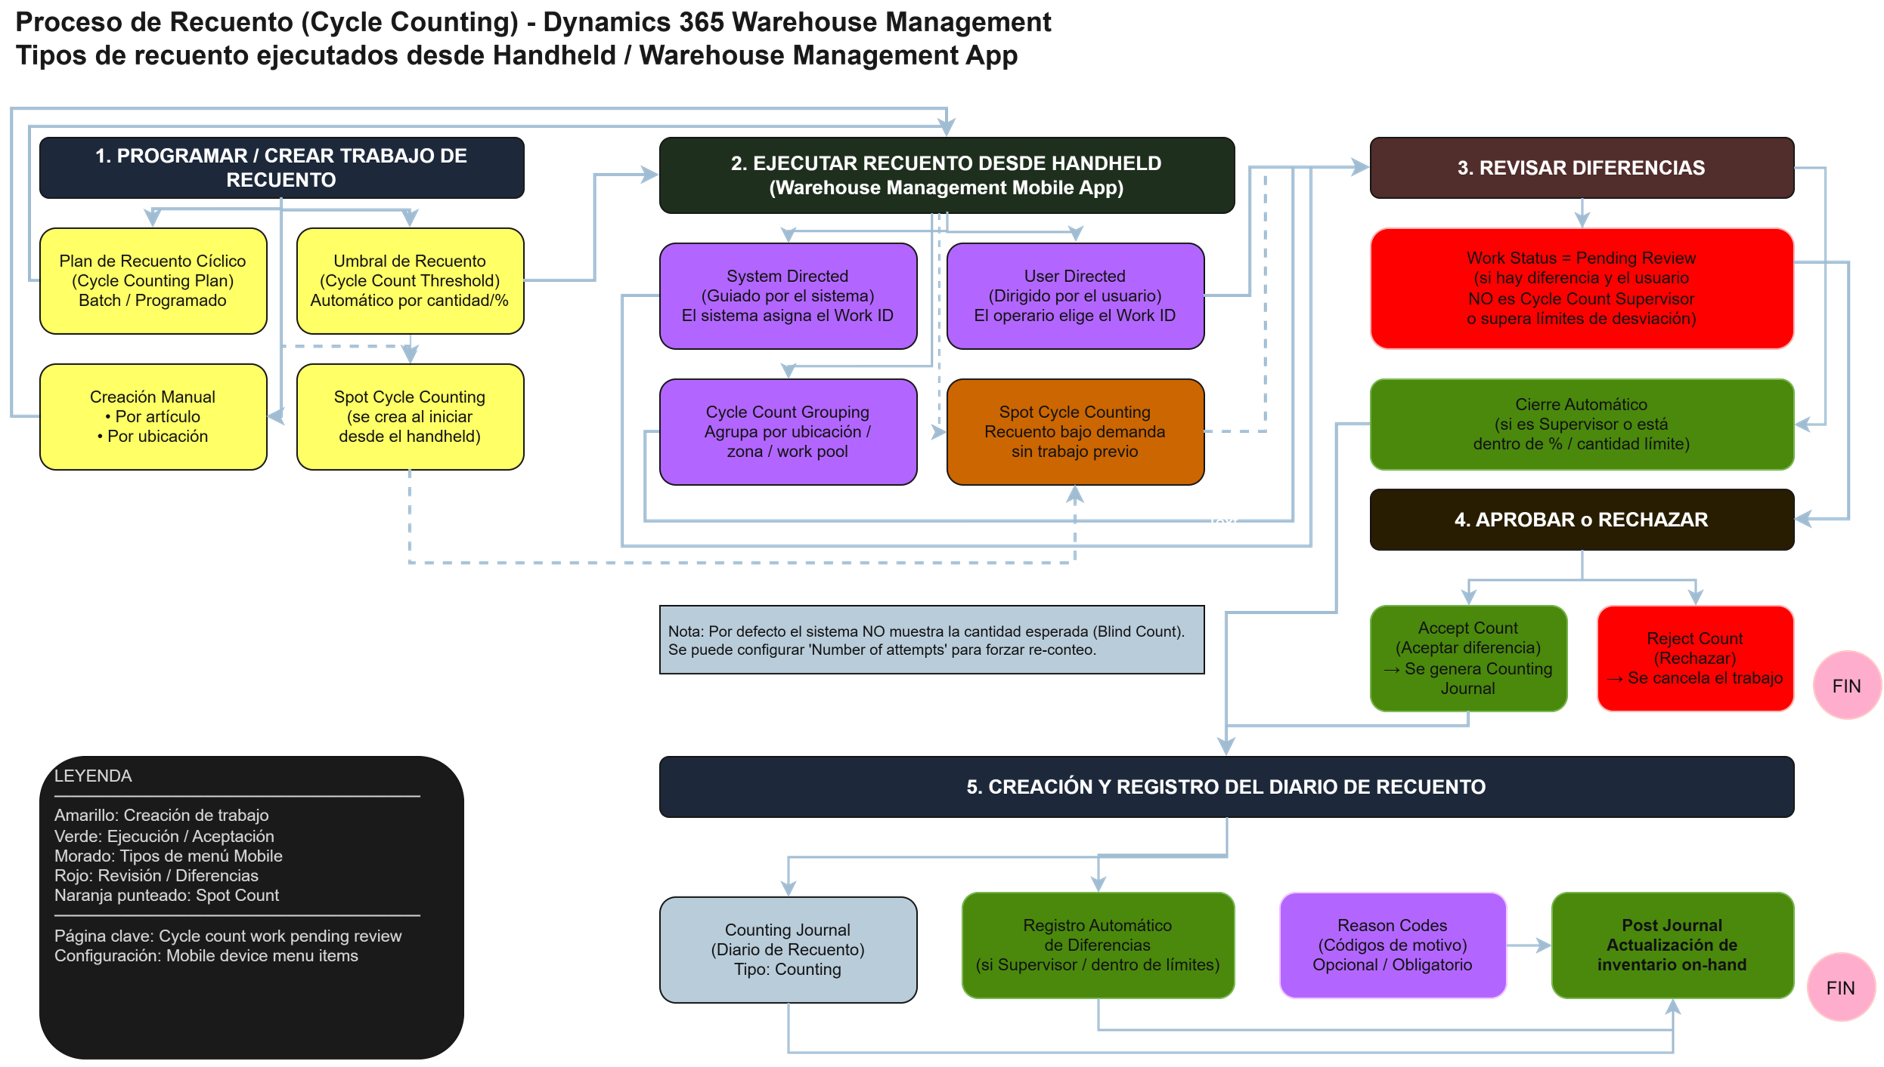 Proceso de Recuento (Cycle Counting) - Dynamics 365 Warehouse Management
Tipos de recuento ejecutados desde Handheld / Warehouse Management App
1. PROGRAMAR / CREAR TRABAJO DE
RECUENTO
Plan de Recuento Cíclico
(Cycle Counting Plan)
Batch / Programado
Umbral de Recuento
(Cycle Count Threshold)
Automático por cantidad/%
Creación Manual
• Por artículo
• Por ubicación
Spot Cycle Counting
(se crea al iniciar
desde el handheld)
2. EJECUTAR RECUENTO DESDE HANDHELD
(Warehouse Management Mobile App)
System Directed
(Guiado por el sistema)
El sistema asigna el Work ID
User Directed
(Dirigido por el usuario)
El operario elige el Work ID
Cycle Count Grouping
Agrupa por ubicación /
zona / work pool
Spot Cycle Counting
Recuento bajo demanda
sin trabajo previo
Text
3. REVISAR DIFERENCIAS
Work Status = Pending Review
(si hay diferencia y el usuario
NO es Cycle Count Supervisor
o supera límites de desviación)
Cierre Automático
(si es Supervisor o está
dentro de % / cantidad límite)
4. APROBAR o RECHAZAR
Accept Count
(Aceptar diferencia)
→ Se genera Counting
Journal
Reject Count
(Rechazar)
→ Se cancela el trabajo
FIN
Nota: Por defecto el sistema NO muestra la cantidad esperada (Blind Count).
Se puede configurar 'Number of attempts' para forzar re-conteo.
5. CREACIÓN Y REGISTRO DEL DIARIO DE RECUENTO
Counting Journal
(Diario de Recuento)
Tipo: Counting
Registro Automático
de Diferencias
(si Supervisor / dentro de límites)
Reason Codes
(Códigos de motivo)
Opcional / Obligatorio
Post Journal
Actualización de
inventario on-hand
FIN
LEYENDA
Amarillo: Creación de trabajo
Verde: Ejecución / Aceptación
Morado: Tipos de menú Mobile
Rojo: Revisión / Diferencias
Naranja punteado: Spot Count
Página clave: Cycle count work pending review
Configuración: Mobile device menu items